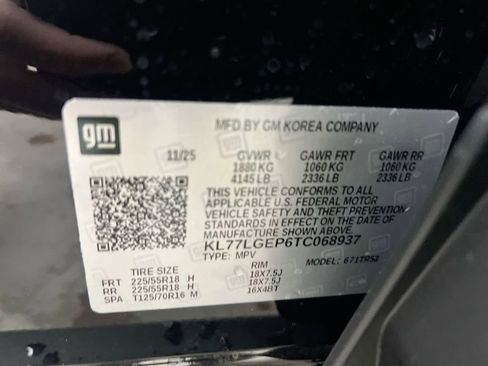 gm
MFD BY GM KOREA COMPANY
11/25 GVWR GAWR FRT GAWR RR
1880 KG 1060 KG 1060 KG
4145 LB 2336 LB 2336 LB
THIS VEHICLE CONFORMS TO ALL
APPLICABLE U.S. FEDERAL MOTOR
VEHICLE SAFETY AND THEFT PREVENTION
STANDARDS IN EFFECT ON THE DATE OF
MANUFACTURE SHOWN ABOVE.
KL77LGEP6TC068937
TYPE: MPV MODEL: 671TR52
TIRE SIZE RIM
FRT 225/55R18 H 18X7.5J
RR 225/55R18 H 18X7.5J
SPA T125/70R16 M 16X4BT